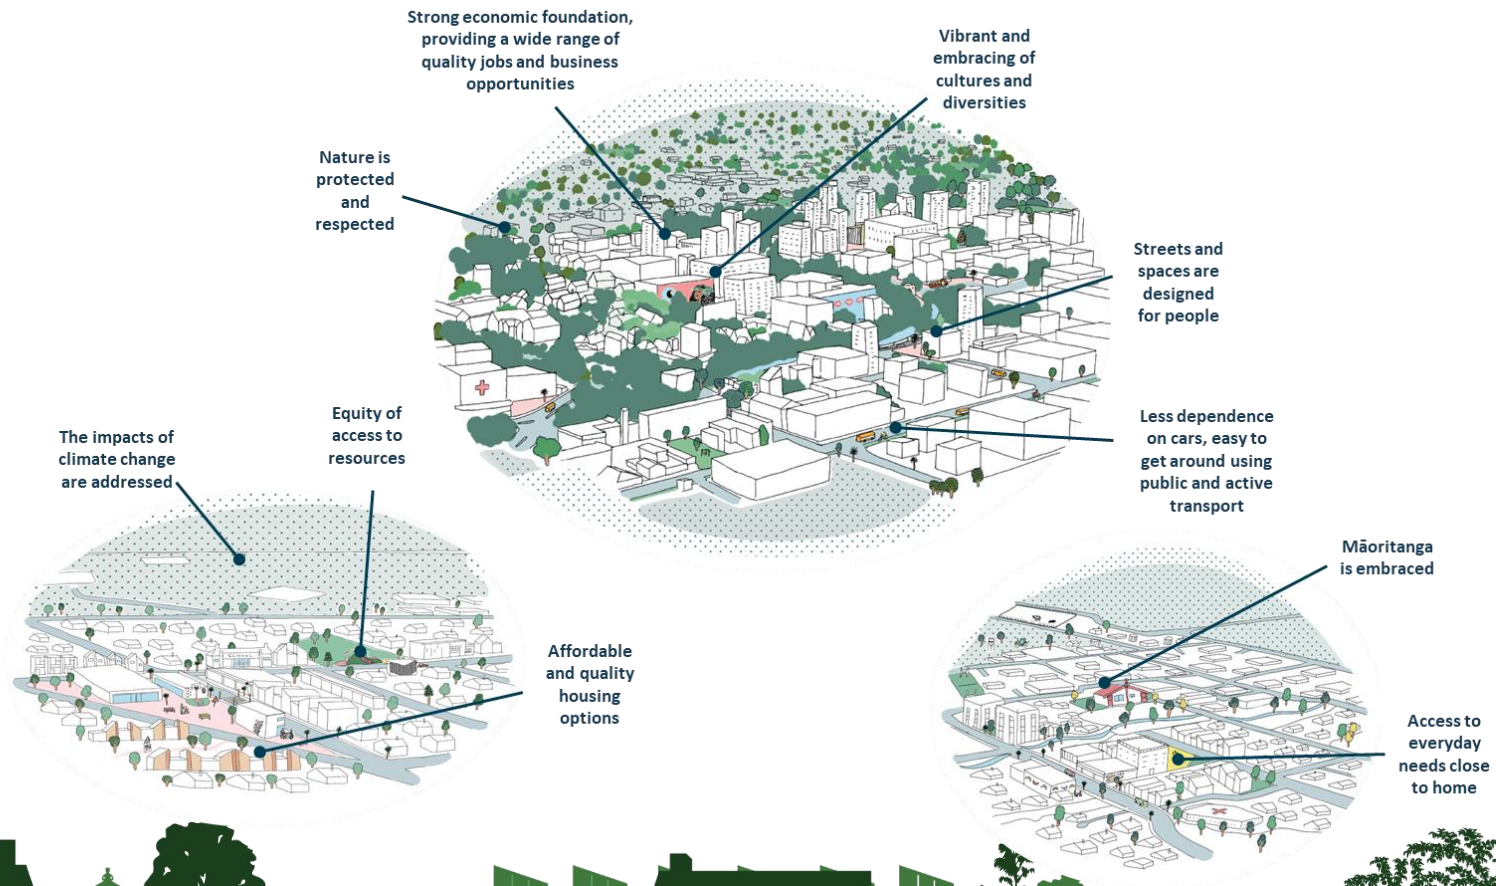 Strong economic foundation,
providing a wide range of
quality jobs and business
opportunities
Vibrant and
embracing of
cultures and
diversities
Nature is
protected
and
respected
Streets and
spaces are
designed
for people
Less dependence
on cars, easy to
get around using
public and active
transport
The impacts of
climate change
are addressed
Equity of
access to
resources
Affordable
and quality
housing
options
Māoritanga
is embraced
Access to
everyday
needs close
to home